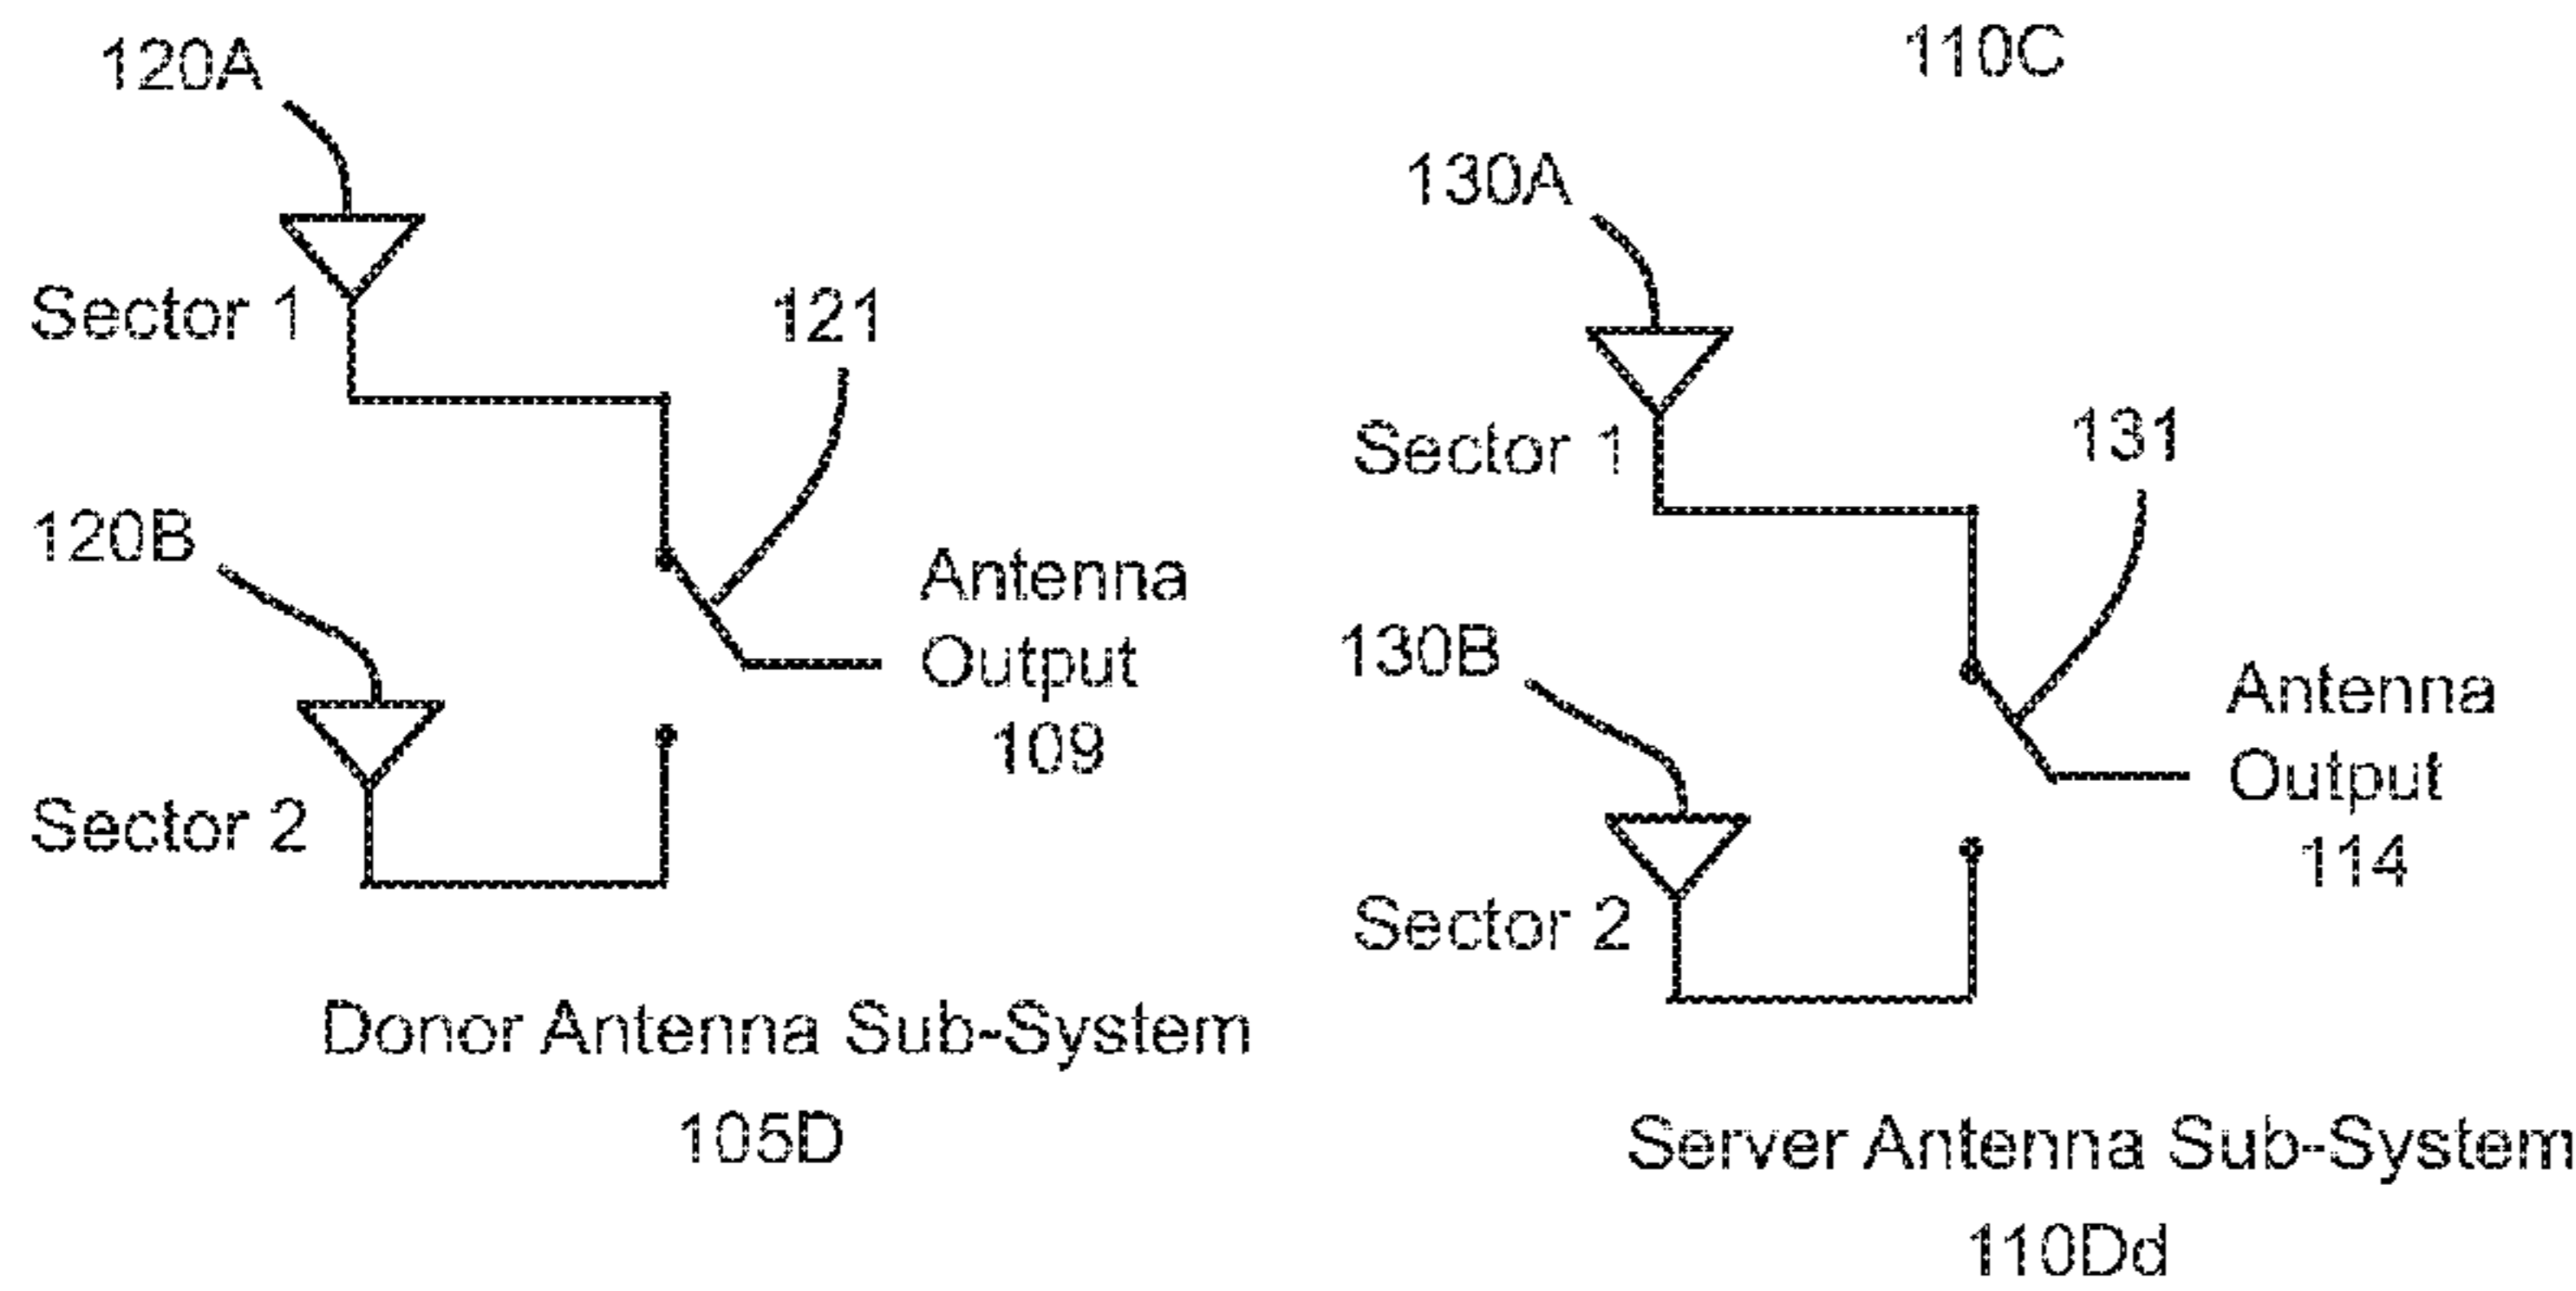 120A
Sector 1
121
120B
Antenna
Output
109
Sector 2
Donor Antenna Sub-System
105D
110C
130A
Sector 1
131
130B
Antenna
Output
114
Sector 2
Server Antenna Sub-System
110Dd